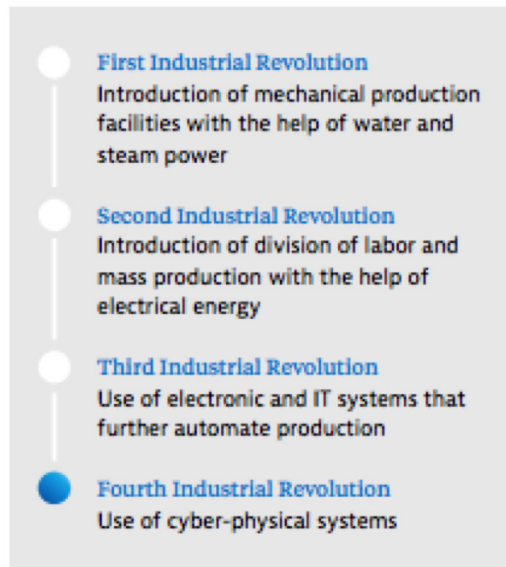 First Industrial Revolution
Introduction of mechanical production
facilities with the help of water and
steam power
Second Industrial Revolution
Introduction of division of labor and
mass production with the help of
electrical energy
Third Industrial Revolution
Use of electronic and IT systems that
further automate production
Fourth Industrial Revolution
Use of cyber-physical systems